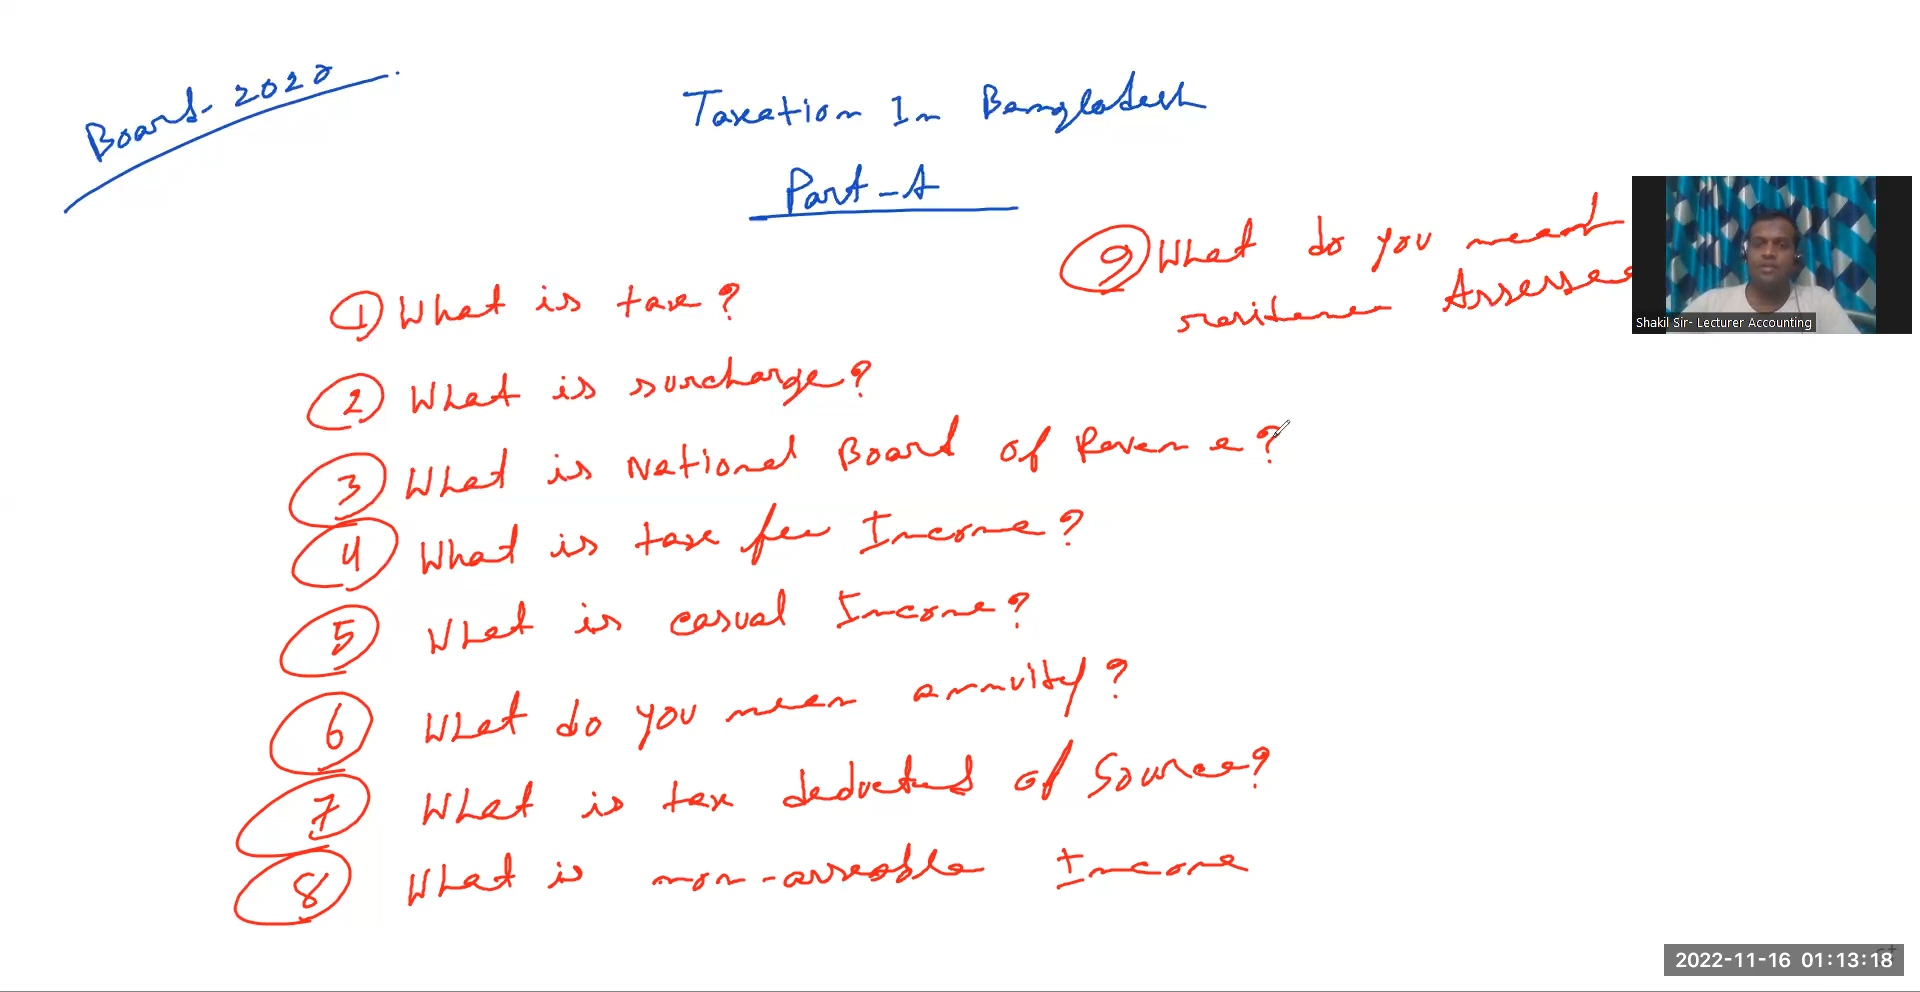 Board- 2020
Taxation In Bangladesh
Part-A
① What is tax?
② What is surcharge?
③ What is National Board of Revenue?
④ What is tax fee Income?
⑤ What is casual Income?
⑥ What do you mean annuity?
⑦ What is tax deducted of Source?
⑧ What is non-assessable Income
⑨ What do you meant
Assessee
Shakil Sir- Lecturer Accounting
2022-11-16 01:13:18